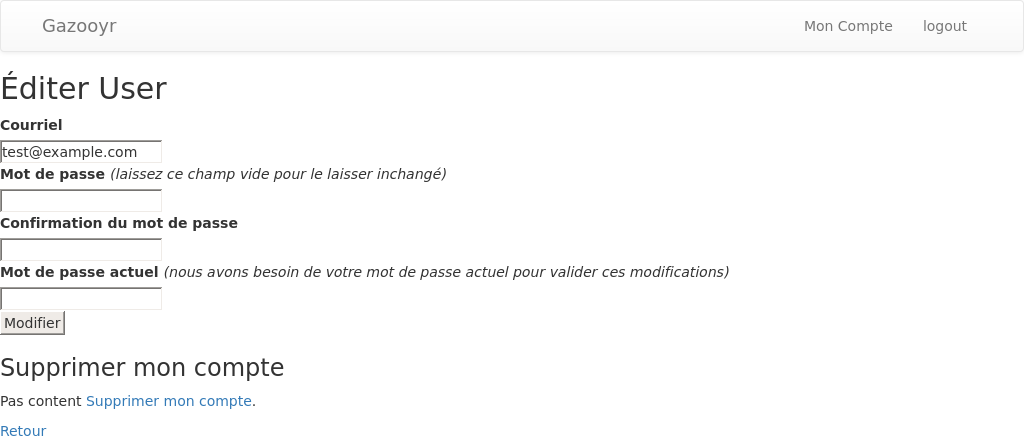 Gazooyr Mon Compte logout
Éditer User
Courriel
test@example.com
Mot de passe (laissez ce champ vide pour le laisser inchangé)
Confirmation du mot de passe
Mot de passe actuel (nous avons besoin de votre mot de passe actuel pour valider ces modifications)
Modifier
Supprimer mon compte
Pas content Supprimer mon compte.
Retour